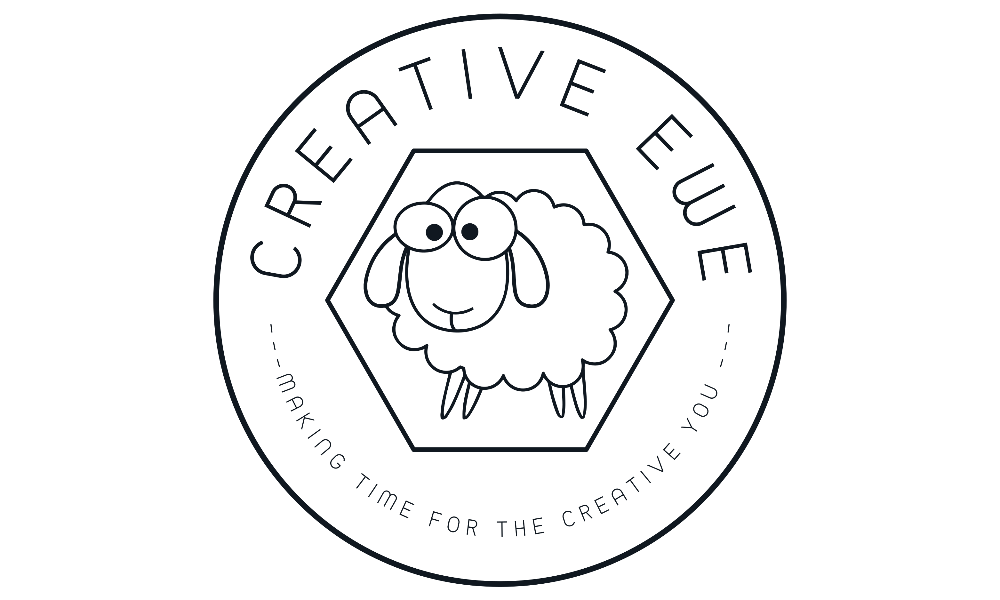 CREATIVE EWE
--- MAKING TIME FOR THE CREATIVE YOU ---